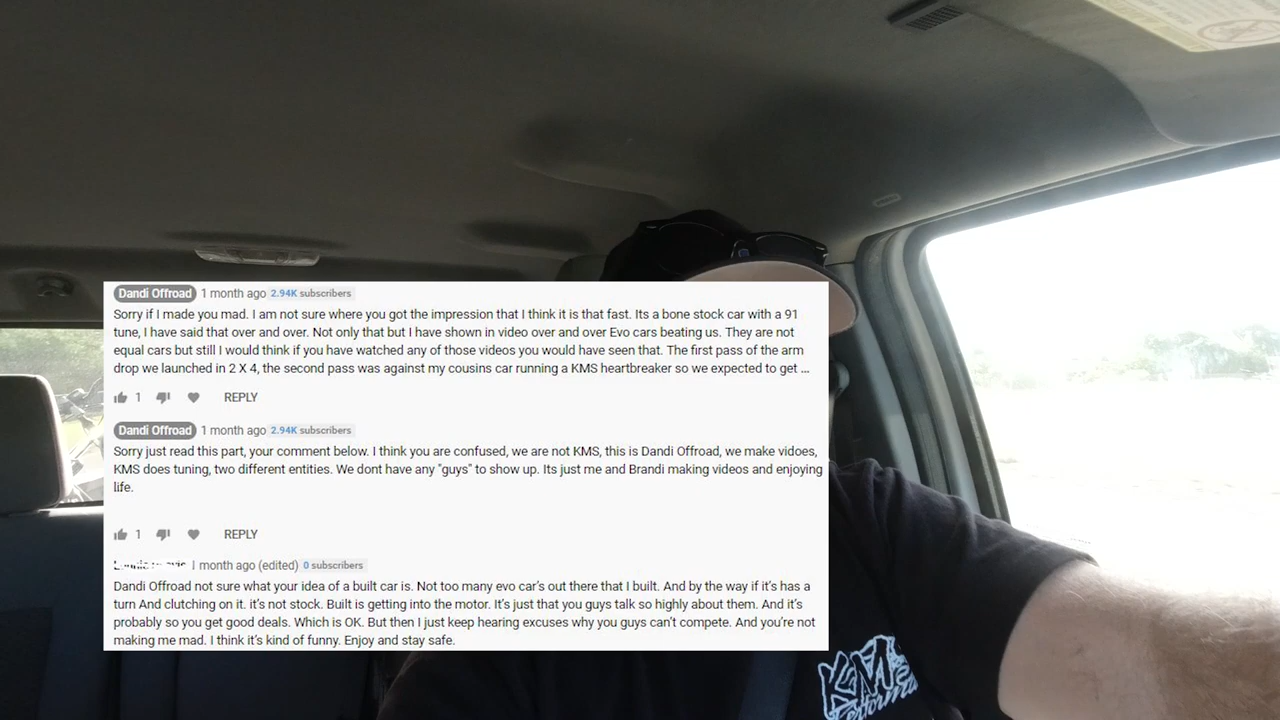 Dandi Offroad 1 month ago 2.94K subscribers
Sorry if I made you mad. I am not sure where you got the impression that I think it is that fast. Its a bone stock car with a 91
tune, I have said that over and over. Not only that but I have shown in video over and over Evo cars beating us. They are not
equal cars but still I would think if you have watched any of those videos you would have seen that. The first pass of the arm
drop we launched in 2 X 4, the second pass was against my cousins car running a KMS heartbreaker so we expected to get ...
1 REPLY
Dandi Offroad 1 month ago 2.94K subscribers
Sorry just read this part, your comment below. I think you are confused, we are not KMS, this is Dandi Offroad, we make vidoes,
KMS does tuning, two different entities. We dont have any "guys" to show up. Its just me and Brandi making videos and enjoying
life.
1 REPLY
1 month ago (edited) 0 subscribers
Dandi Offroad not sure what your idea of a built car is. Not too many evo car's out there that I built. And by the way if it's has a
turn And clutching on it. it's not stock. Built is getting into the motor. It's just that you guys talk so highly about them. And it's
probably so you get good deals. Which is OK. But then I just keep hearing excuses why you guys can't compete. And you're not
making me mad. I think it's kind of funny. Enjoy and stay safe.
KMS